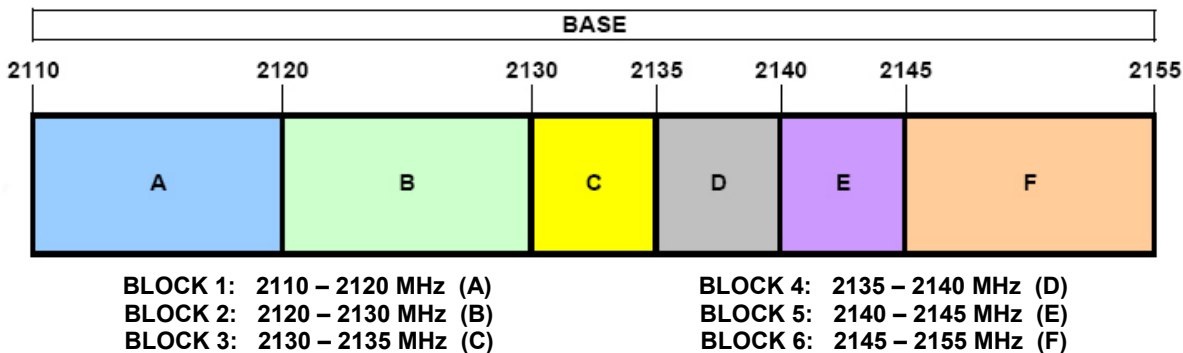 BASE
2110 2120 2130 2135 2140 2145 2155
A B C D E F
BLOCK 1: 2110 – 2120 MHz (A)
BLOCK 2: 2120 – 2130 MHz (B)
BLOCK 3: 2130 – 2135 MHz (C)
BLOCK 4: 2135 – 2140 MHz (D)
BLOCK 5: 2140 – 2145 MHz (E)
BLOCK 6: 2145 – 2155 MHz (F)